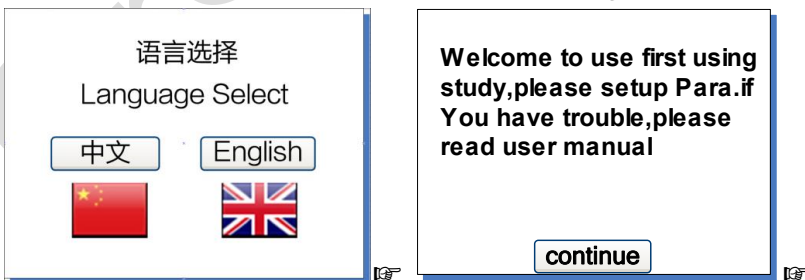 语言选择
Language Select
中文
English
Welcome to use first using
study,please setup Para.if
You have trouble,please
read user manual
continue